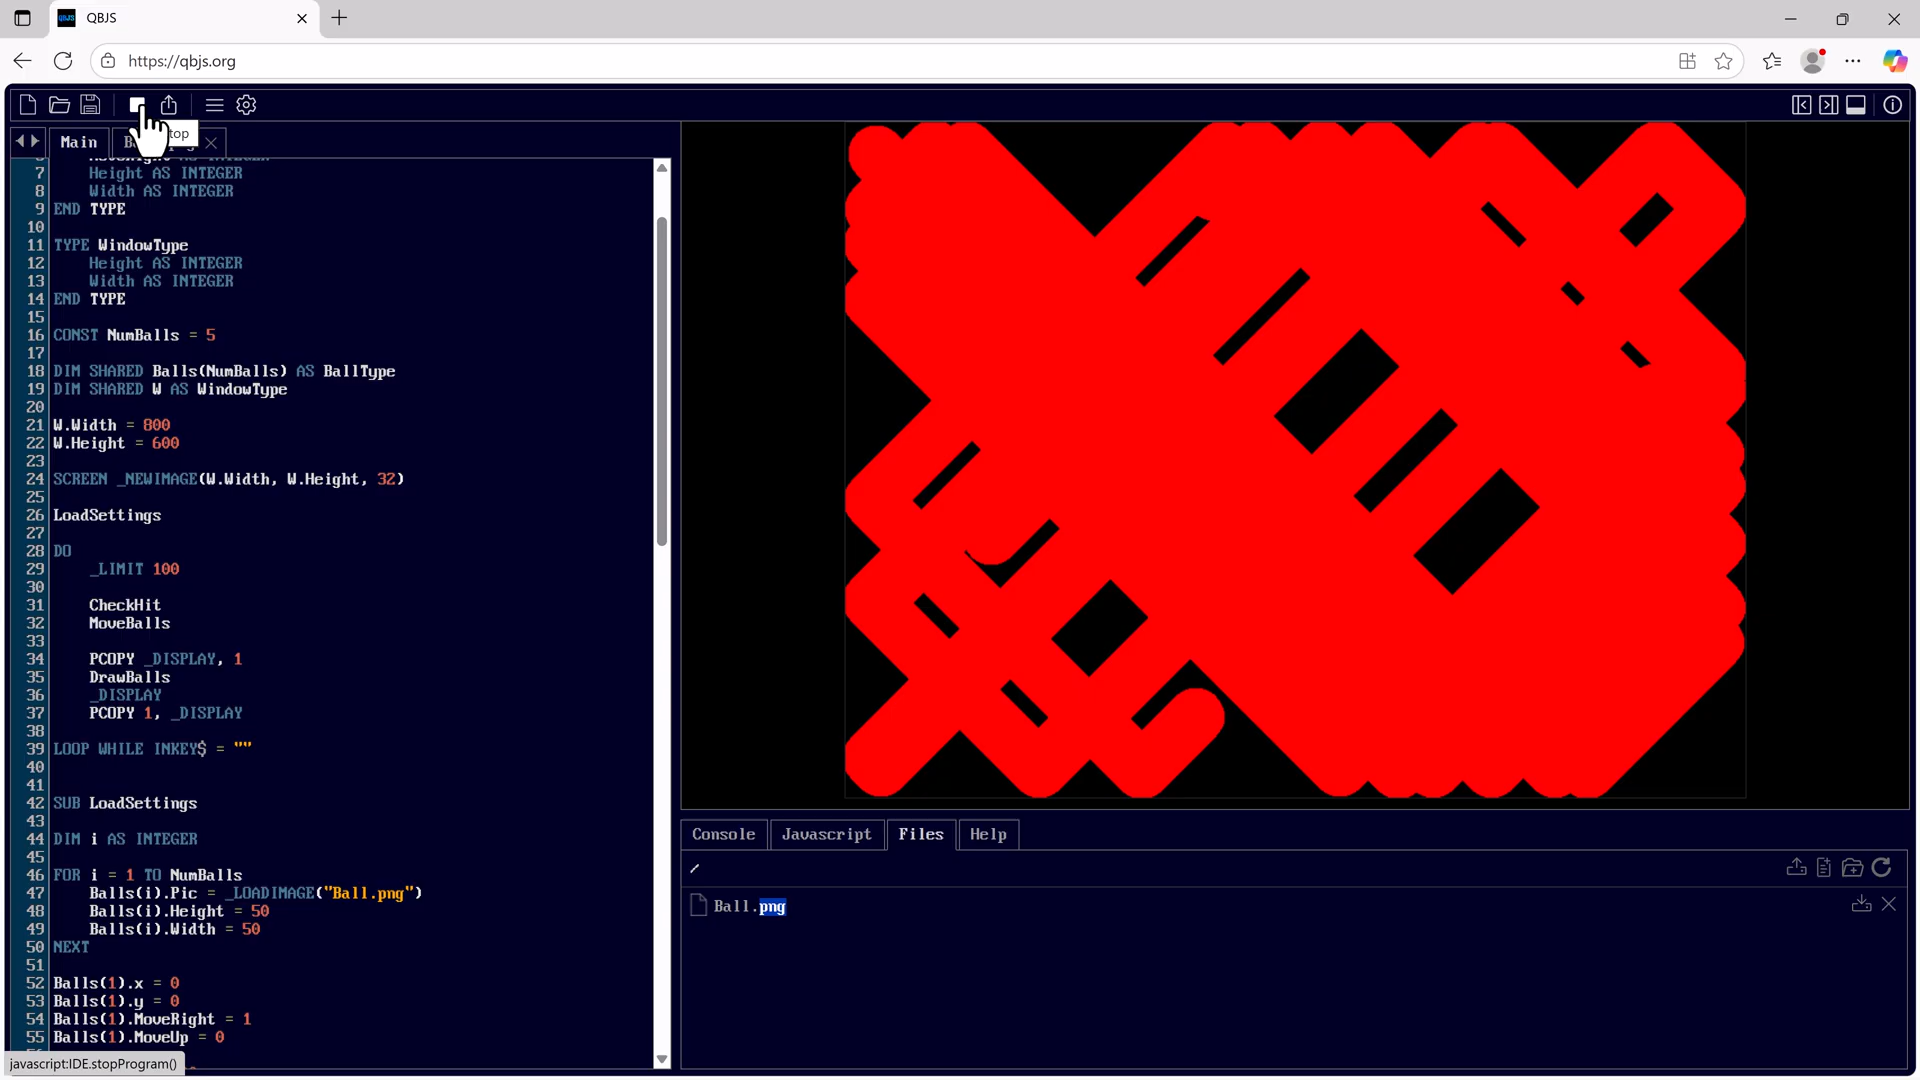 QBJS
https://qbjs.org
Main
7 Height AS INTEGER
8 Width AS INTEGER
9 END TYPE
10
11 TYPE WindowType
12 Height AS INTEGER
13 Width AS INTEGER
14 END TYPE
15
16 CONST NumBalls = 5
17
18 DIM SHARED Balls(NumBalls) AS BallType
19 DIM SHARED W AS WindowType
20
21 W.Width = 800
22 W.Height = 600
23
24 SCREEN _NEWIMAGE(W.Width, W.Height, 32)
25
26 LoadSettings
27
28 DO
29 _LIMIT 100
30
31 CheckHit
32 MoveBalls
33
34 PCOPY _DISPLAY, 1
35 DrawBalls
36 _DISPLAY
37 PCOPY 1, _DISPLAY
38
39 LOOP WHILE INKEY$ = ""
40
41
42 SUB LoadSettings
43
44 DIM i AS INTEGER
45
46 FOR i = 1 TO NumBalls
47 Balls(i).Pic = _LOADIMAGE("Ball.png")
48 Balls(i).Height = 50
49 Balls(i).Width = 50
50 NEXT
51
52 Balls(1).x = 0
53 Balls(1).y = 0
54 Balls(1).MoveRight = 1
55 Balls(1).MoveUp = 0
javascript:IDE.stopProgram()
Console Javascript Files Help
/
Ball.png